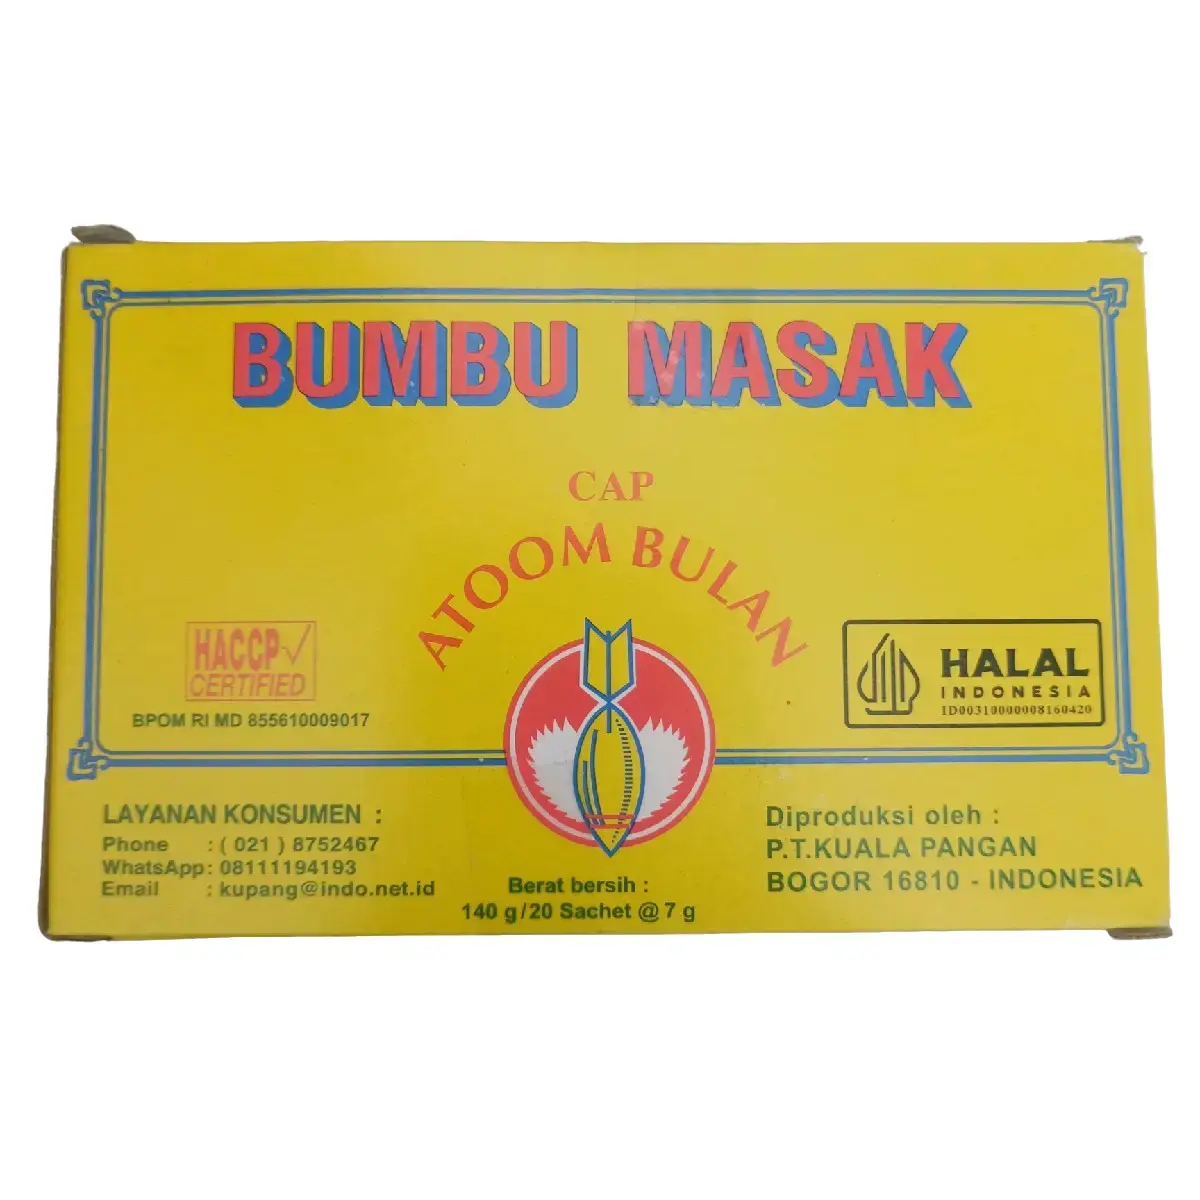 BUMBU MASAK
CAP
ATOOM BULAN
HACCP
CERTIFIED
BPOM RI MD 855610009017
HALAL
INDONESIA
ID00310000008160420
LAYANAN KONSUMEN :
Phone : ( 021 ) 8752467
WhatsApp : 08111194193
Email : kupang@indo.net.id
Berat bersih :
140 g/20 Sachet @ 7 g
Diproduksi oleh :
P.T.KUALA PANGAN
BOGOR 16810 - INDONESIA